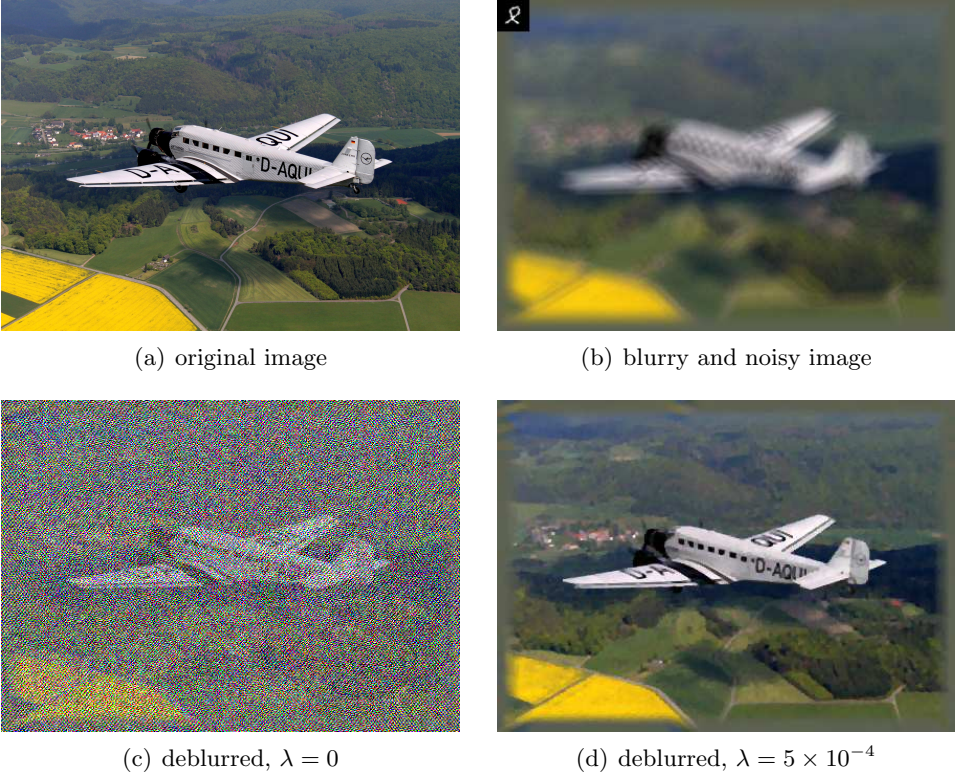 QUI
D-AQUI
D-A
(a) original image
(b) blurry and noisy image
QUI
D-AQUI
D-A
(c) deblurred, λ = 0
(d) deblurred, λ = 5 × 10⁻⁴